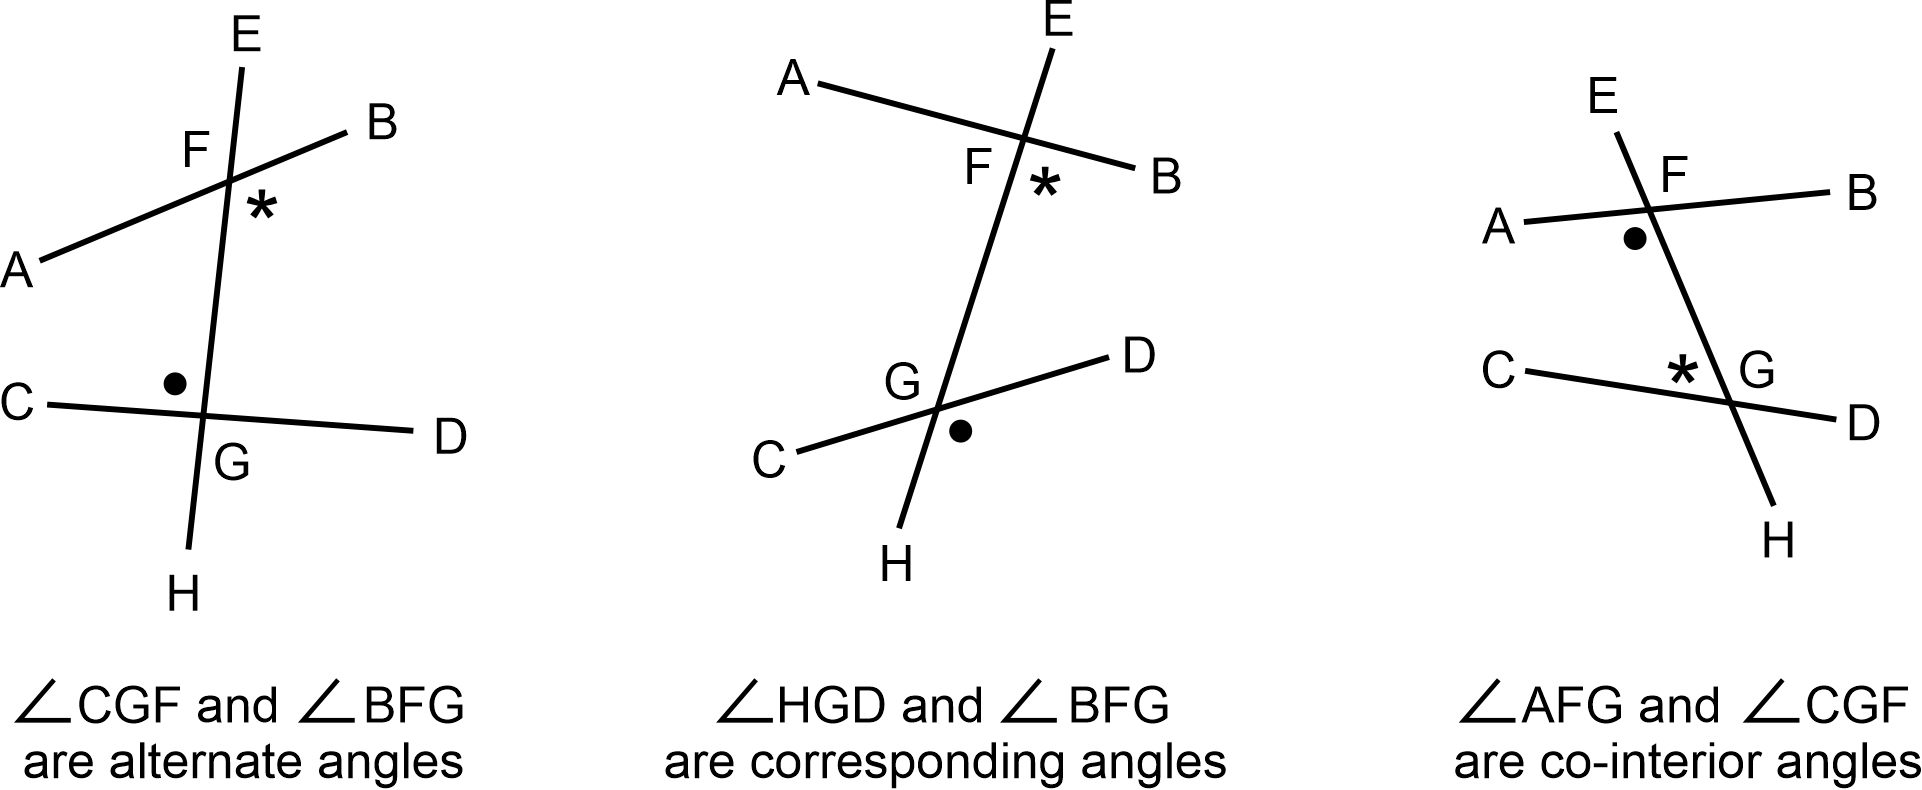 E
B
F
*
A
C
D
G
H
∠CGF and ∠BFG
are alternate angles
E
A
F
*
B
D
G
C
H
∠HGD and ∠BFG
are corresponding angles
E
F
B
A
C
*
G
D
H
∠AFG and ∠CGF
are co-interior angles